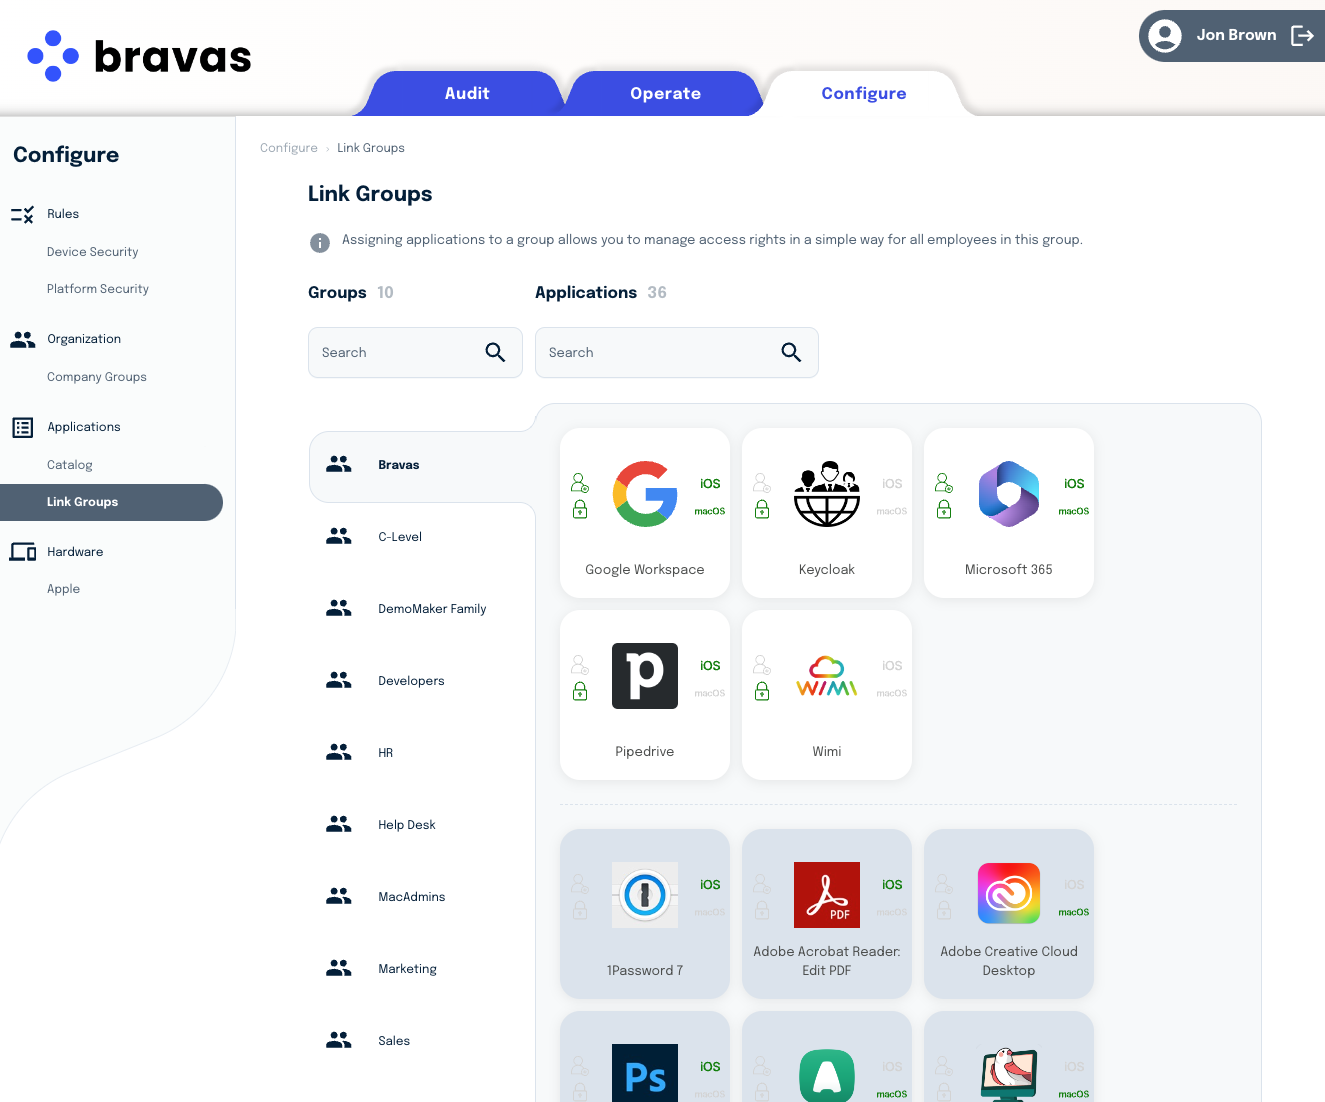 bravas
Jon Brown
Audit
Operate
Configure
Configure
Rules
Device Security
Platform Security
Organization
Company Groups
Applications
Catalog
Link Groups
Hardware
Apple
Configure › Link Groups
Link Groups
Assigning applications to a group allows you to manage access rights in a simple way for all employees in this group.
Groups 10
Applications 36
Search
Search
Bravas
C-Level
DemoMaker Family
Developers
HR
Help Desk
MacAdmins
Marketing
Sales
iOS
macOS
Google Workspace
iOS
macOS
Keycloak
iOS
macOS
Microsoft 365
p
iOS
macOS
Pipedrive
WIMI
iOS
macOS
Wimi
iOS
macOS
1Password 7
PDF
iOS
macOS
Adobe Acrobat Reader:
Edit PDF
iOS
macOS
Adobe Creative Cloud
Desktop
Ps
iOS
macOS
iOS
macOS
iOS
macOS